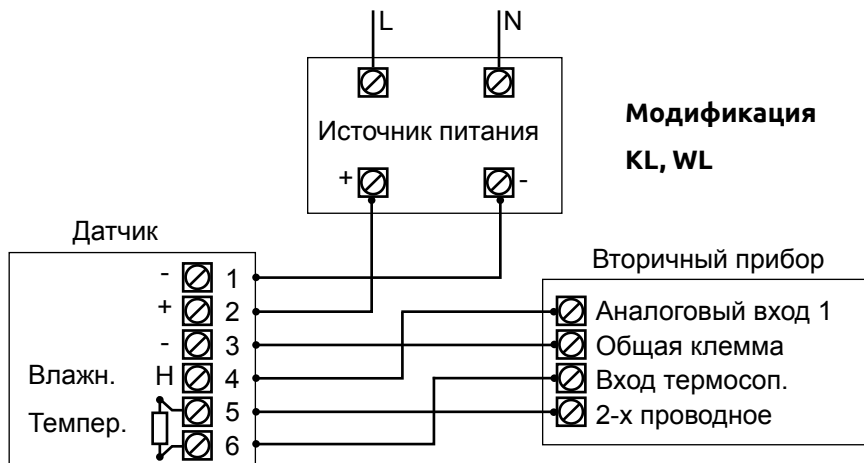 L N
Источник питания
+ -
Модификация
KL, WL
Датчик
- 1
+ 2
- 3
Влажн. H 4
5
Темпер.
6
Вторичный прибор
Аналоговый вход 1
Общая клемма
Вход термосоп.
2-х проводное